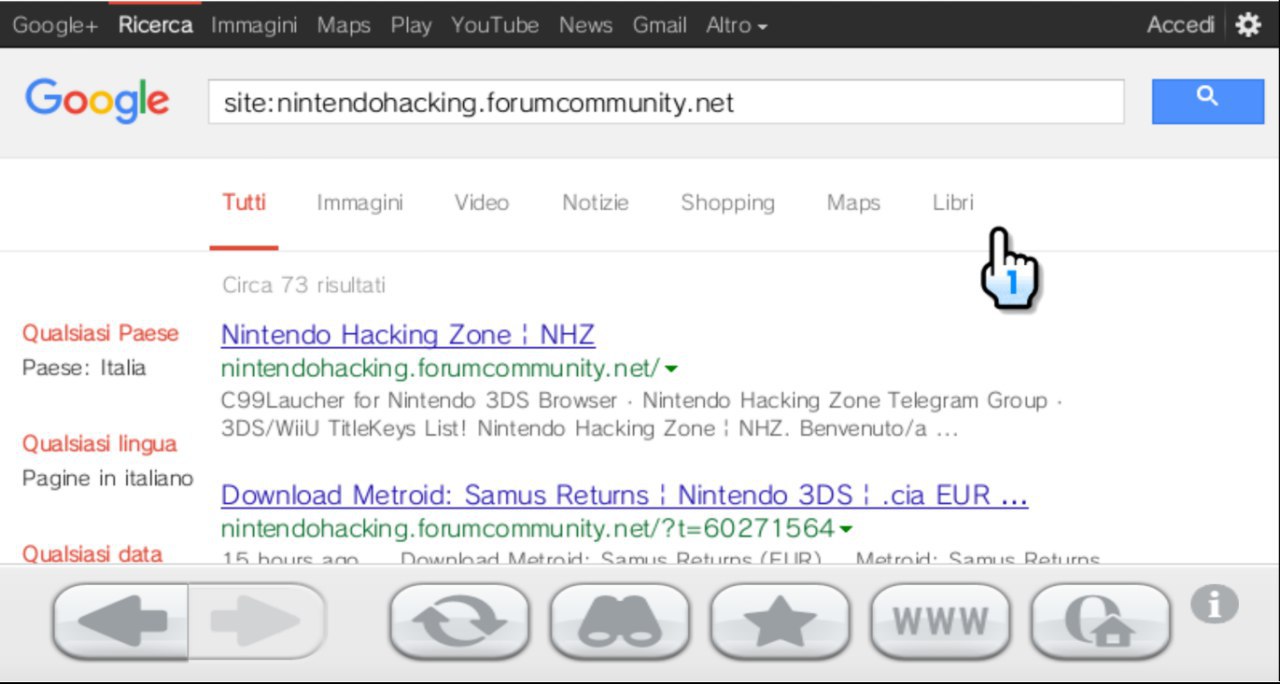 Google+ Ricerca Immagini Maps Play YouTube News Gmail Altro Accedi
Google site:nintendohacking.forumcommunity.net
Tutti Immagini Video Notizie Shopping Maps Libri
1
Circa 73 risultati
Qualsiasi Paese
Paese: Italia
Qualsiasi lingua
Pagine in italiano
Qualsiasi data
Nintendo Hacking Zone ¦ NHZ
nintendohacking.forumcommunity.net/
C99Laucher for Nintendo 3DS Browser · Nintendo Hacking Zone Telegram Group ·
3DS/WiiU TitleKeys List! Nintendo Hacking Zone ¦ NHZ. Benvenuto/a ...
Download Metroid: Samus Returns ¦ Nintendo 3DS ¦ .cia EUR ...
nintendohacking.forumcommunity.net/?t=60271564
15 hours ago ... Download Metroid: Samus Returns (EUR) ... Metroid: Samus Returns
WWW
i